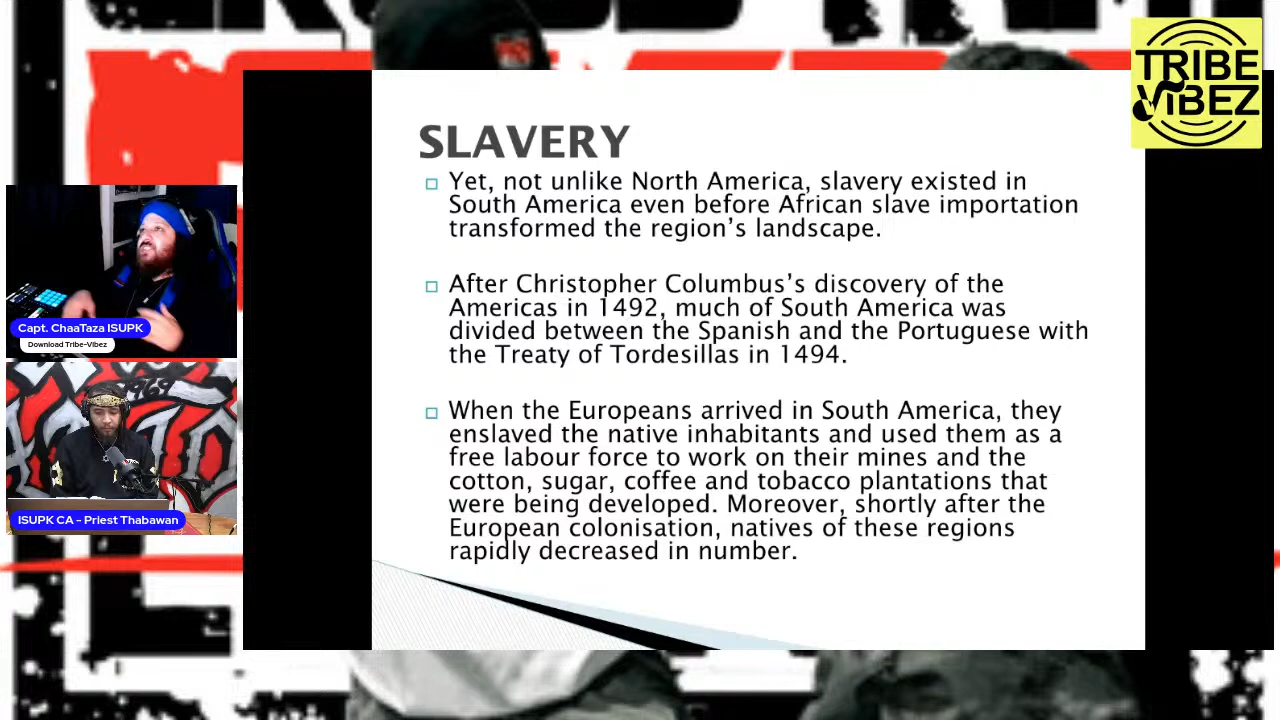 TRIBE
VIBEZ
SLAVERY
Yet, not unlike North America, slavery existed in
South America even before African slave importation
transformed the region's landscape.
After Christopher Columbus's discovery of the
Americas in 1492, much of South America was
divided between the Spanish and the Portuguese with
the Treaty of Tordesillas in 1494.
When the Europeans arrived in South America, they
enslaved the native inhabitants and used them as a
free labour force to work on their mines and the
cotton, sugar, coffee and tobacco plantations that
were being developed. Moreover, shortly after the
European colonisation, natives of these regions
rapidly decreased in number.
Capt. ChaaTaza ISUPK
Download Tribe-Vibez
1969
ISUPK CA - Priest Thabawan